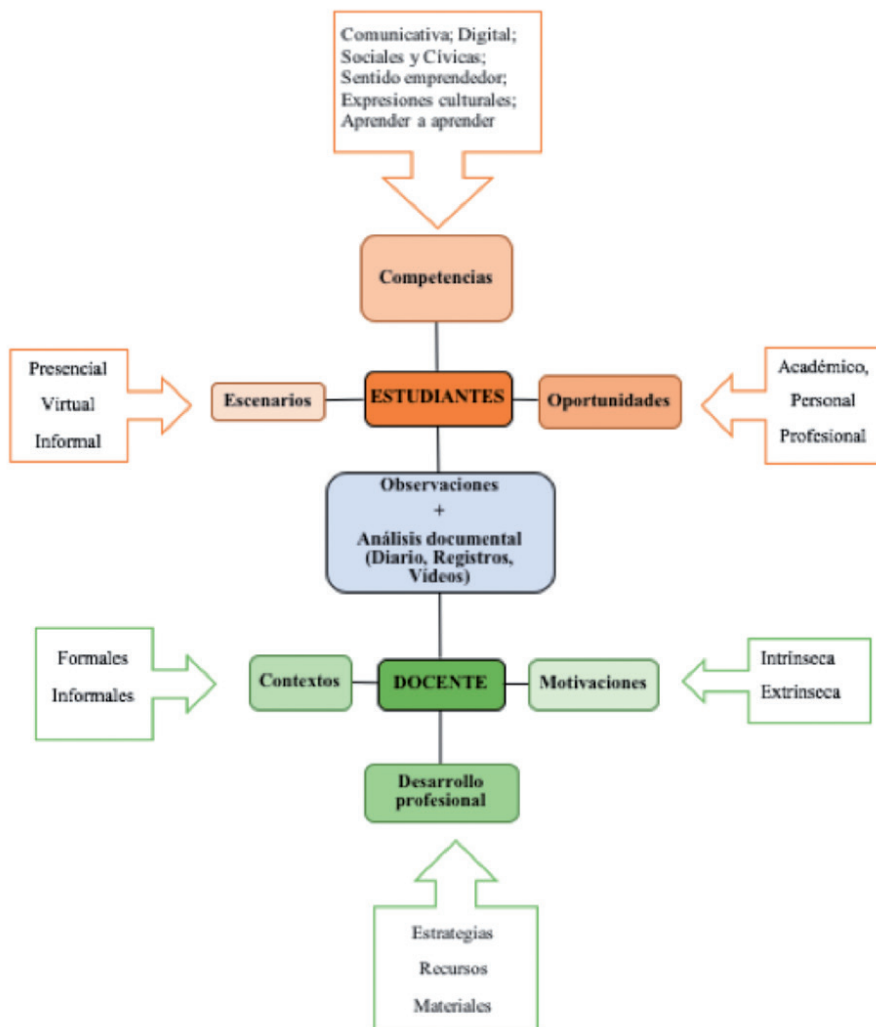 Comunicativa; Digital;
Sociales y Cívicas;
Sentido emprendedor;
Expresiones culturales;
Aprender a aprender
Competencias
Presencial
Virtual
Informal
Escenarios
ESTUDIANTES
Oportunidades
Académico,
Personal
Profesional
Observaciones
+
Análisis documental
(Diario, Registros,
Vídeos)
Formales
Informales
Contextos
DOCENTE
Motivaciones
Intrínseca
Extrínseca
Desarrollo
profesional
Estrategias
Recursos
Materiales